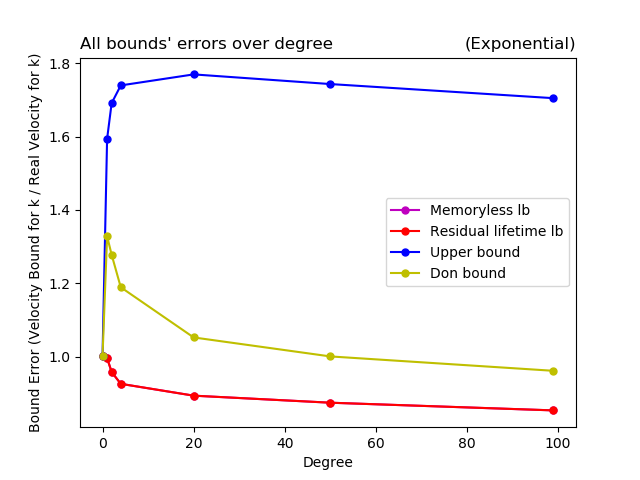 All bounds' errors over degree (Exponential)
Bound Error (Velocity Bound for k / Real Velocity for k)
1.8
1.6
1.4
1.2
1.0
Memoryless lb
Residual lifetime lb
Upper bound
Don bound
0 20 40 60 80 100
Degree